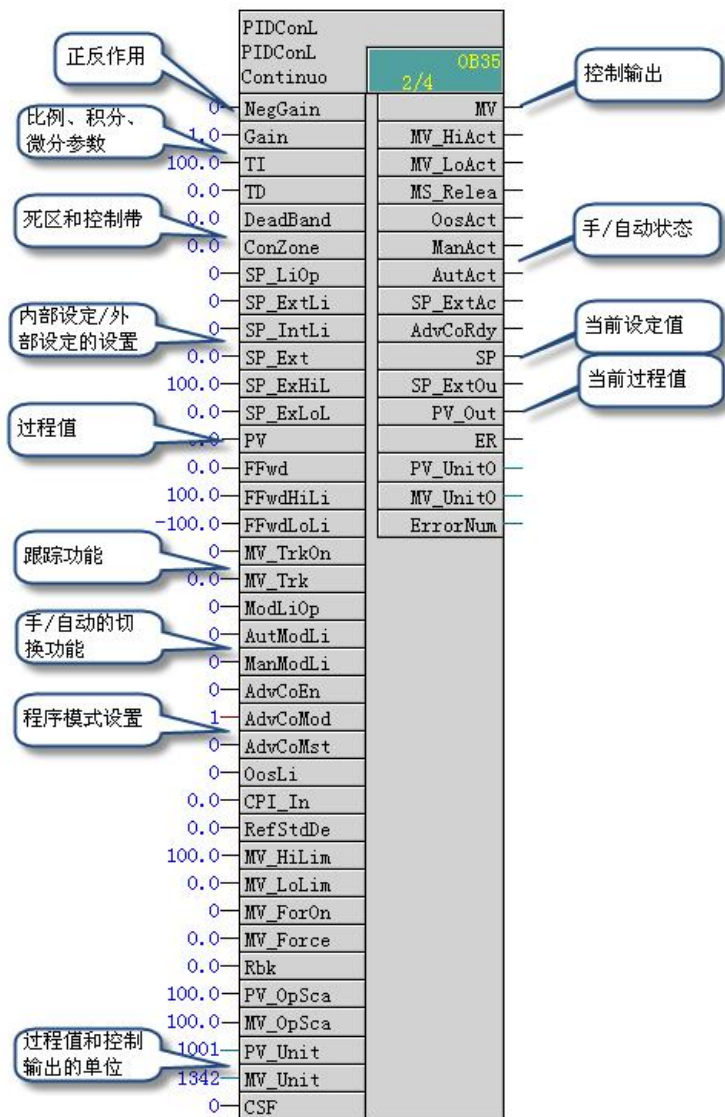 PIDConL
PIDConL
Continuo
OB35
2/4
正反作用
比例、积分、
微分参数
死区和控制带
内部设定/外
部设定的设置
过程值
跟踪功能
手/自动的切
换功能
程序模式设置
过程值和控制
输出的单位
0 NegGain
1.0 Gain
100.0 TI
0.0 TD
0.0 DeadBand
0.0 ConZone
0 SP_LiOp
0 SP_ExtLi
0 SP_IntLi
0.0 SP_Ext
100.0 SP_ExHiL
0.0 SP_ExLoL
PV
0.0 FFwd
100.0 FFwdHiLi
-100.0 FFwdLoLi
0 MV_TrkOn
0.0 MV_Trk
0 ModLiOp
0 AutModLi
0 ManModLi
0 AdvCoEn
1 AdvCoMod
0 AdvCoMst
0 OosLi
0.0 CPI_In
0.0 RefStdDe
100.0 MV_HiLim
0.0 MV_LoLim
0 MV_ForOn
0.0 MV_Force
0.0 Rbk
100.0 PV_OpSca
100.0 MV_OpSca
1001 PV_Unit
1342 MV_Unit
0 CSF
MV
MV_HiAct
MV_LoAct
MS_Relea
OosAct
ManAct
AutAct
SP_ExtAc
AdvCoRdy
SP
SP_ExtOu
PV_Out
ER
PV_UnitO
MV_UnitO
ErrorNum
控制输出
手/自动状态
当前设定值
当前过程值